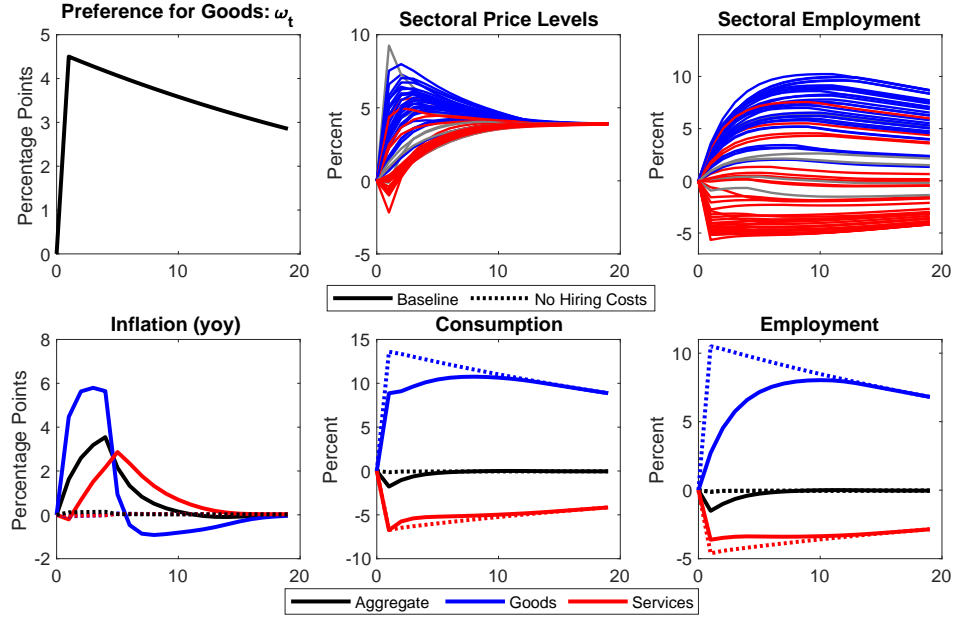 Preference for Goods: ω_t
Percentage Points
5
4
3
2
1
0
0 10 20
Sectoral Price Levels
Percent
10
5
0
-5
0 10 20
Sectoral Employment
Percent
10
5
0
-5
0 10 20
Baseline No Hiring Costs
Inflation (yoy)
Percentage Points
8
6
4
2
0
-2
0 10 20
Consumption
Percent
15
10
5
0
-5
-10
0 10 20
Employment
Percent
10
5
0
-5
0 10 20
Aggregate Goods Services